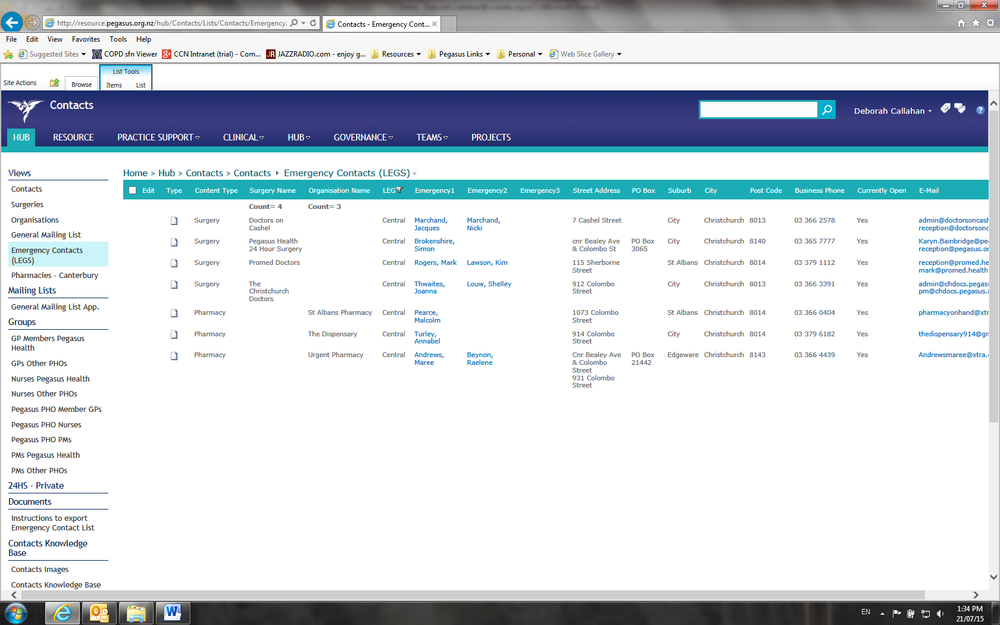 http://resource.pegasus.org.nz/hub/Contacts/Lists/Contacts/Emergency.
Contacts - Emergency Cont...
File Edit View Favorites Tools Help
Suggested Sites COPD sfn Viewer CCN Intranet (trial) - Com... JAZZRADIO.com - enjoy g... Resources Pegasus Links Personal Web Slice Gallery
List Tools
Site Actions Browse Items List
Contacts
Deborah Callahan
HUB RESOURCE PRACTICE SUPPORT CLINICAL HUB GOVERNANCE TEAMS PROJECTS
Views
Contacts
Surgeries
Organisations
General Mailing List
Emergency Contacts
(LEGS)
Pharmacies - Canterbury
Mailing Lists
General Mailing List App.
Groups
GP Members Pegasus
Health
GPs Other PHOs
Nurses Pegasus Health
Nurses Other PHOs
Pegasus PHO Member GPs
Pegasus PHO Nurses
Pegasus PHO PMs
PMs Pegasus Health
PMs Other PHOs
24HS - Private
Documents
Instructions to export
Emergency Contact List
Contacts Knowledge
Base
Contacts Images
Contacts Knowledge Base
Home > Hub > Contacts > Contacts Emergency Contacts (LEGS)
Edit Type Content Type Surgery Name Organisation Name LEG Emergency1 Emergency2 Emergency3 Street Address PO Box Suburb City Post Code Business Phone Currently Open E-Mail
Count= 4 Count= 3
Surgery Doctors on Central Marchand, Marchand, 7 Cashel Street City Christchurch 8013 03 366 2578 Yes admin@doctorsoncash
Cashel Jacques Nicki reception@doctorsonc
Surgery Pegasus Health Central Brokenshire, cnr Bealey Ave PO Box City Christchurch 8140 03 365 7777 Yes Karyn.Bainbridge@pe
24 Hour Surgery Simon & Colombo St 3065 reception@pegasus.or
Surgery Promed Doctors Central Rogers, Mark Lawson, Kim 115 Sherborne St Albans Christchurch 8014 03 379 1112 Yes reception@promed.he
Street mark@promed.health
Surgery The Central Thwaites, Louw, Shelley 912 Colombo City Christchurch 8013 03 366 3391 Yes admin@chdocs.pegasu
Christchurch Joanna Street pm@chdocs.pegasus.
Doctors
Pharmacy St Albans Pharmacy Central Pearce, 1073 Colombo St Albans Christchurch 8014 03 366 0404 Yes pharmacyonhand@xtr
Malcolm Street
Pharmacy The Dispensary Central Turley, 914 Colombo City Christchurch 8014 03 379 6182 Yes thedispensary914@gm
Annabel Street
Pharmacy Urgent Pharmacy Central Andrews, Beynon, Cnr Bealey Ave PO Box Edgeware Christchurch 8143 03 366 4439 Yes Andrewsmaree@xtra.
Maree Raelene & Colombo 21442
Street
931 Colombo
Street
EN 1:34 PM
21/07/15